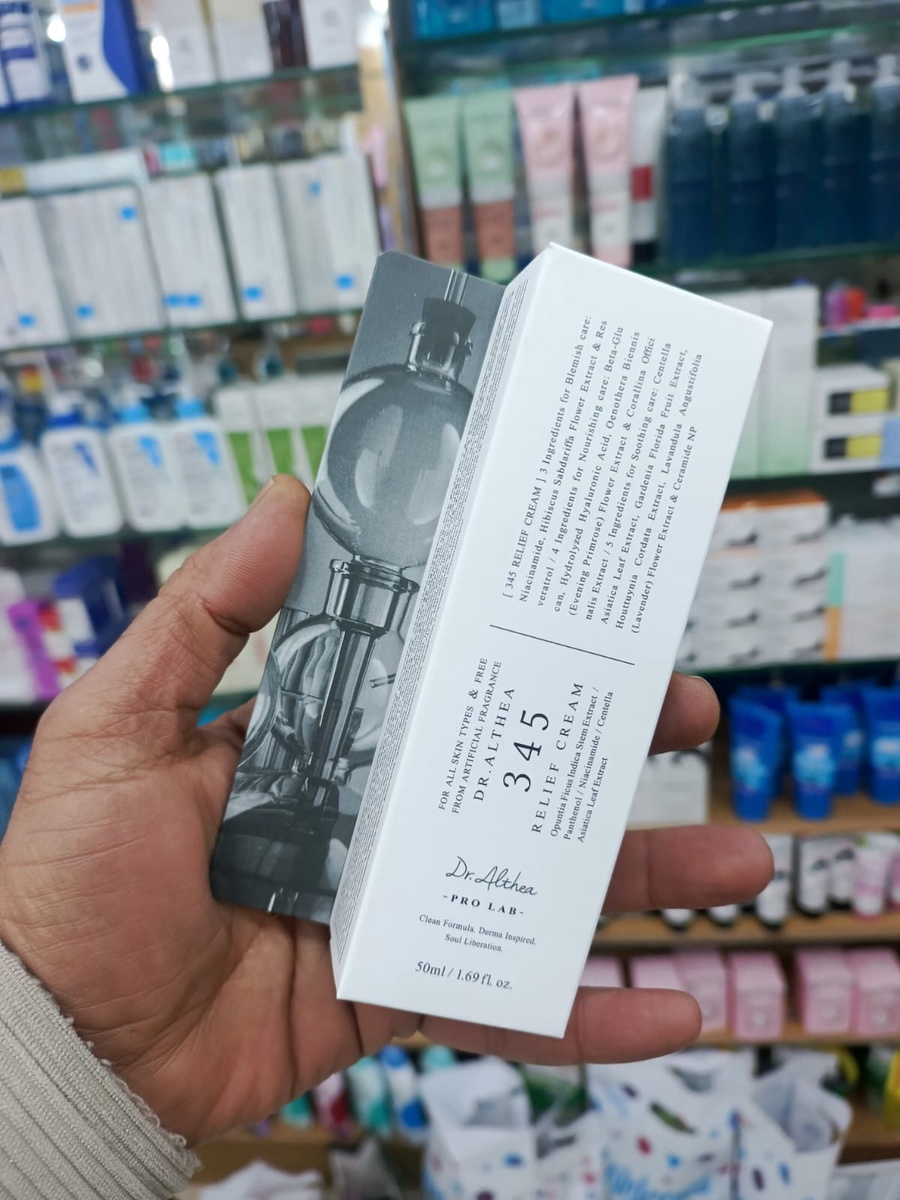 [ 345 RELIEF CREAM ] 3 Ingredients for Blemish care:
Niacinamide, Hibiscus Sabdariffa Flower Extract & Res
veratrol / 4 Ingredients for Nourishing care: Beta-Glu
can, Hydrolyzed Hyaluronic Acid, Oenothera Biennis
(Evening Primrose) Flower Extract & Corallina Offici
nalis Extract / 5 Ingredients for Soothing care: Centella
Asiatica Leaf Extract, Gardenia Florida Fruit Extract,
Houttuynia Cordata Extract, Lavandula Angustifolia
(Lavender) Flower Extract & Ceramide NP
FOR ALL SKIN TYPES & FREE
FROM ARTIFICIAL FRAGRANCE
DR.ALTHEA
345
RELIEF CREAM
Opuntia Ficus Indica Stem Extract /
Panthenol / Niacinamide / Centella
Asiatica Leaf Extract
Dr.Althea
-PRO LAB-
Clean Formula. Derma Inspired.
Soul Liberation.
50ml / 1.69 fl. oz.